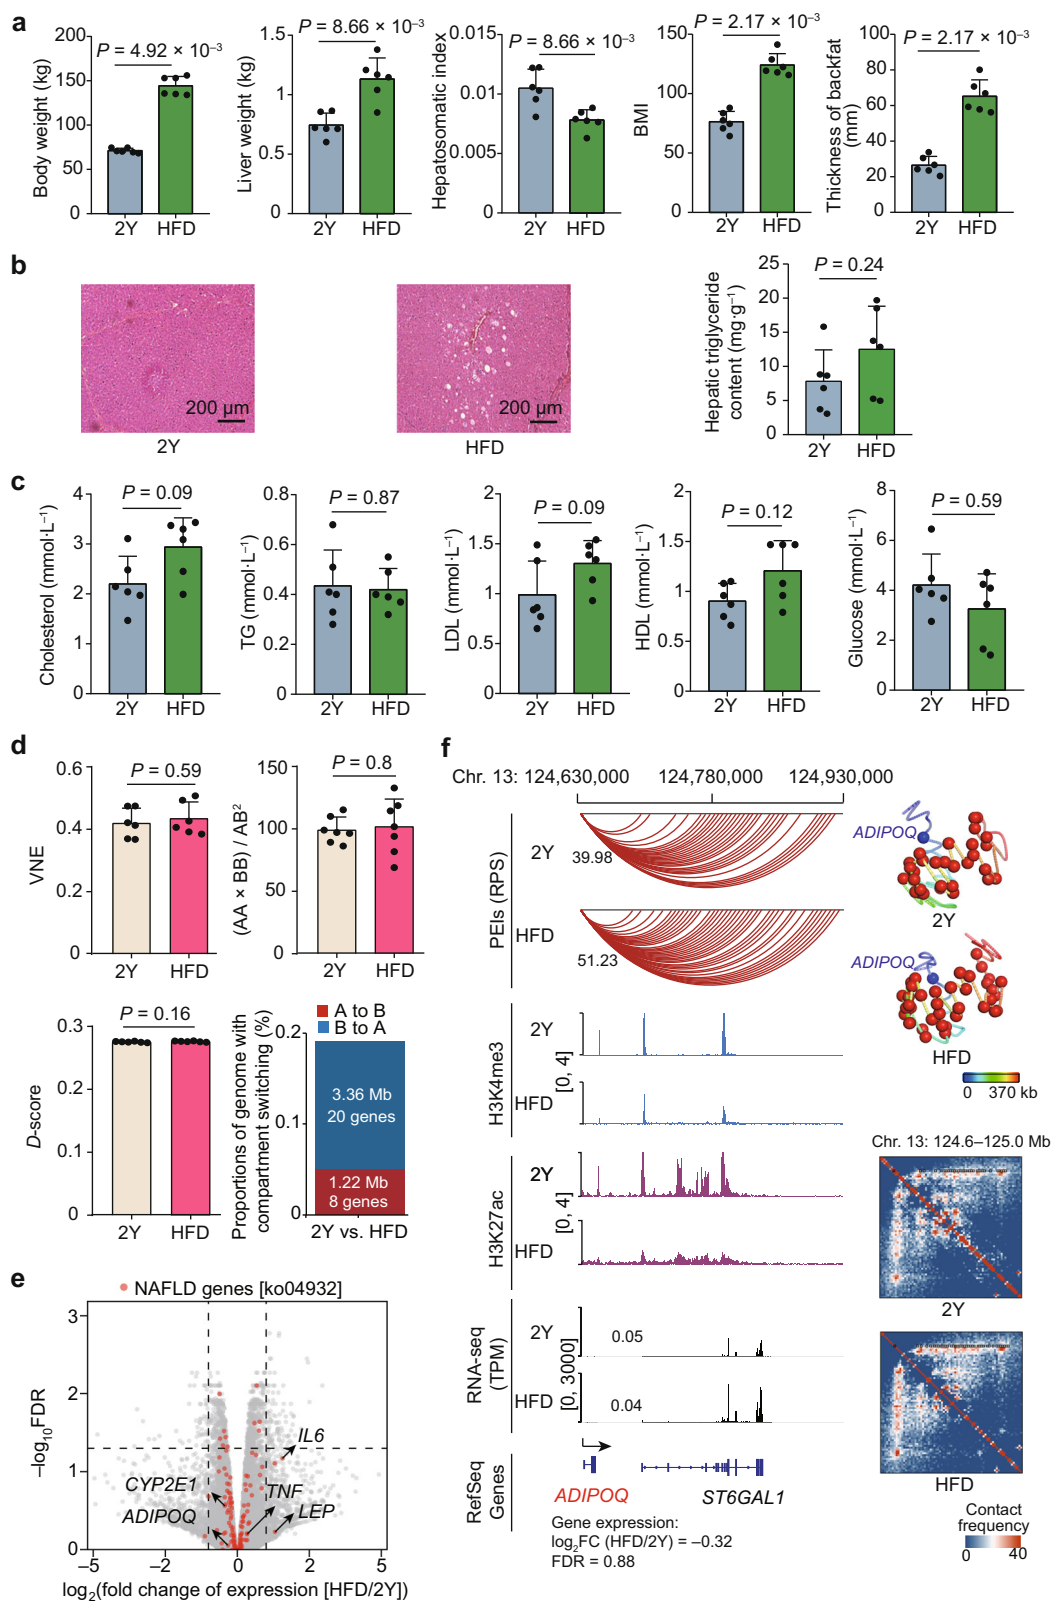 a
Body weight (kg)
200
150
100
50
0
P = 4.92 × 10⁻³
2Y
HFD
Liver weight (kg)
1.5
1
0.5
0
P = 8.66 × 10⁻³
2Y
HFD
Hepatosomatic index
0.015
0.01
0.005
0
P = 8.66 × 10⁻³
2Y
HFD
BMI
150
100
50
0
P = 2.17 × 10⁻³
2Y
HFD
Thickness of backfat
(mm)
100
80
60
40
20
0
P = 2.17 × 10⁻³
2Y
HFD
b
200 µm
2Y
200 µm
HFD
Hepatic triglyceride
content (mg·g⁻¹)
25
20
15
10
5
0
P = 0.24
2Y
HFD
c
Cholesterol (mmol·L⁻¹)
4
3
2
1
0
P = 0.09
2Y
HFD
TG (mmol·L⁻¹)
0.8
0.6
0.4
0.2
0
P = 0.87
2Y
HFD
LDL (mmol·L⁻¹)
2
1.5
1
0.5
0
P = 0.09
2Y
HFD
HDL (mmol·L⁻¹)
2
1.5
1
0.5
0
P = 0.12
2Y
HFD
Glucose (mmol·L⁻¹)
8
6
4
2
0
P = 0.59
2Y
HFD
d
VNE
0.6
0.4
0.2
0
P = 0.59
2Y
HFD
(AA × BB) / AB²
150
100
50
0
P = 0.8
2Y
HFD
D-score
0.3
0.2
0.1
0
P = 0.16
2Y
HFD
Proportions of genome with
compartment switching (%)
A to B
B to A
0.2
0.1
0
3.36 Mb
20 genes
1.22 Mb
8 genes
2Y vs. HFD
e
NAFLD genes [ko04932]
–log₁₀FDR
3
2
1
0
IL6
CYP2E1
TNF
ADIPOQ
LEP
–5
–2
0
2
5
log₂(fold change of expression [HFD/2Y])
f
Chr. 13: 124,630,000
124,780,000
124,930,000
PEIs (RPS)
2Y
39.98
HFD
51.23
H3K4me3
[0, 4]
2Y
HFD
H3K27ac
[0, 4]
2Y
HFD
RNA-seq
(TPM)
[0, 3000]
2Y
0.05
HFD
0.04
RefSeq
Genes
ADIPOQ
ST6GAL1
Gene expression:
log₂FC (HFD/2Y) = –0.32
FDR = 0.88
ADIPOQ
2Y
ADIPOQ
HFD
0
370 kb
Chr. 13: 124.6–125.0 Mb
2Y
HFD
Contact
frequency
0
40